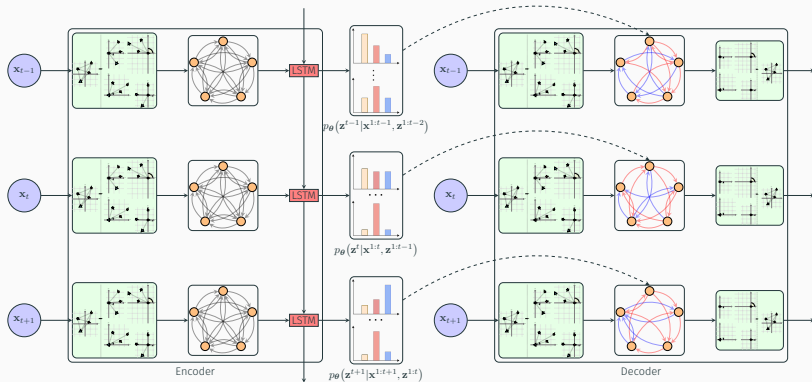 x_{t-1}
LSTM
p_θ(z^{t-1}|x^{1:t-1}, z^{1:t-2})
x_{t-1}
x_t
LSTM
p_θ(z^t|x^{1:t}, z^{1:t-1})
x_t
x_{t+1}
LSTM
p_θ(z^{t+1}|x^{1:t+1}, z^{1:t})
x_{t+1}
Encoder
Decoder